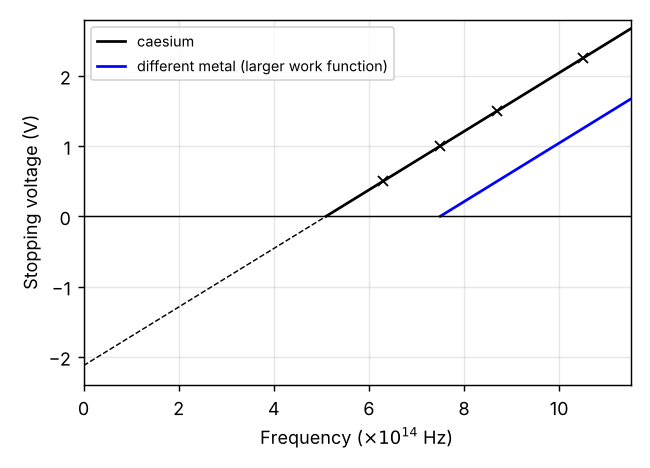 caesium
different metal (larger work function)
Stopping voltage (V)
2
1
0
−1
−2
0 2 4 6 8 10
Frequency (×10¹⁴ Hz)